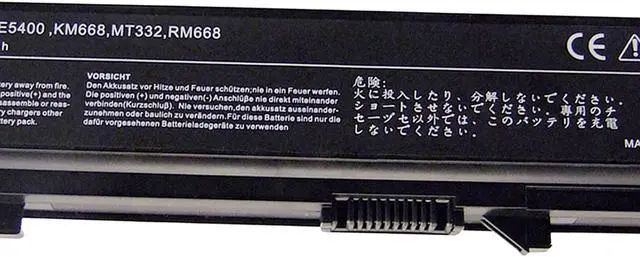 E5400 ,KM668,MT332,RM668
h
ttery away from fire.
e positive(+) and the
assemble or reas-
ry chargers other
ttery pack.
VORSICHT
Den Akkusatz vor Hitze und Feuer schützen;nie in ein Feuer werfen.
Die positiven(+) und negativen(-) Anschlüße nie direkt miteinander
verbinden(Kurzschluß). Nie versuchen,den akkusatz auseinander-
zunehmen oder baulich zu verändern. Für diese Batterie sind nur die
dafür vorgesehenen Batterieladegeräte zu verwenden
危険:
火に投入したり、分解しないでください。
ショートさせないでください。専用のチ
セーヅセ以外では、このバッテリを充電
しないでください。
CE
MA